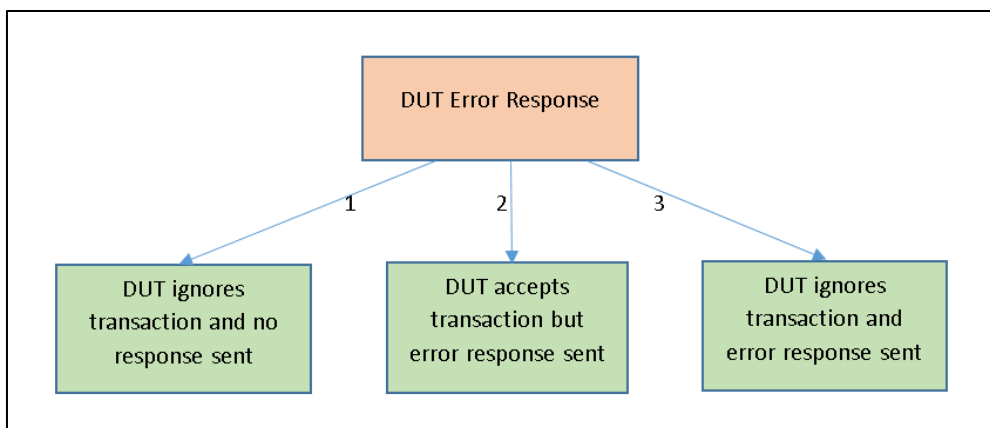 DUT Error Response
1
2
3
DUT ignores
transaction and no
response sent
DUT accepts
transaction but
error response sent
DUT ignores
transaction and
error response sent